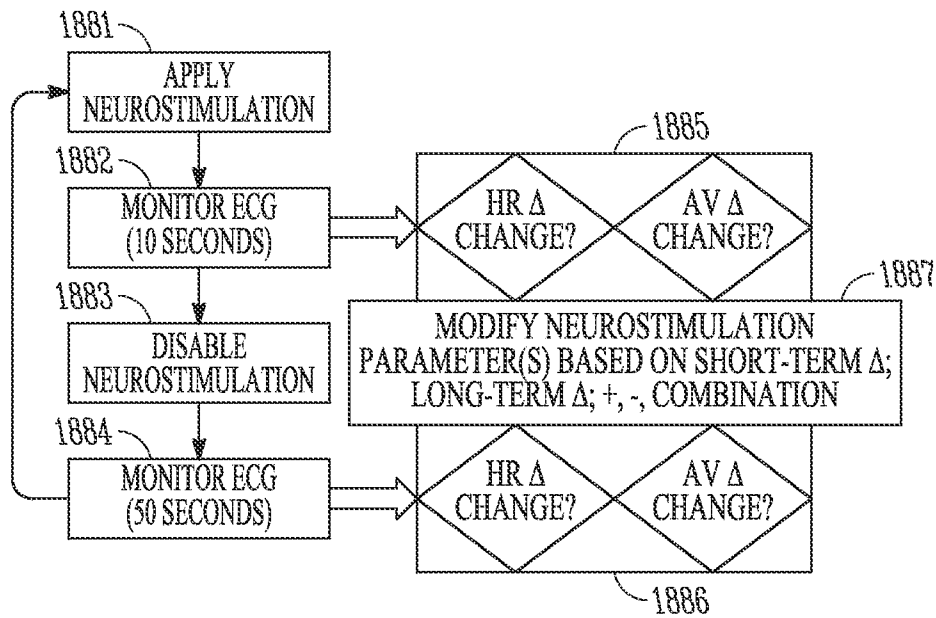 1881
APPLY
NEUROSTIMULATION
1882
MONITOR ECG
(10 SECONDS)
1883
DISABLE
NEUROSTIMULATION
1884
MONITOR ECG
(50 SECONDS)
1885
HR Δ
CHANGE?
AV Δ
CHANGE?
1887
MODIFY NEUROSTIMULATION
PARAMETER(S) BASED ON SHORT-TERM Δ;
LONG-TERM Δ; +, -, COMBINATION
HR Δ
CHANGE?
AV Δ
CHANGE?
1886